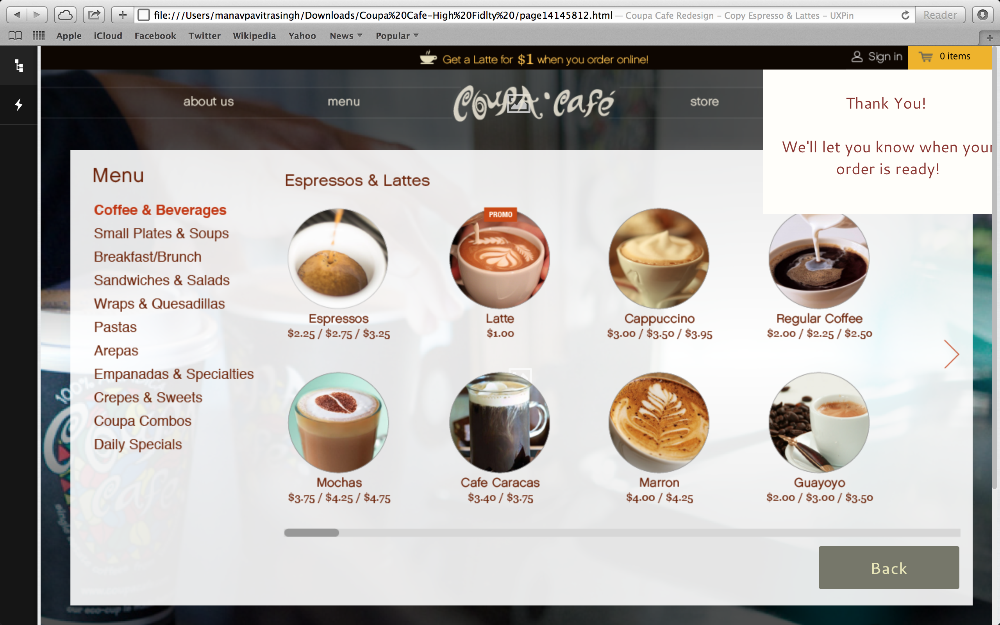 file:///Users/manavpavitrasingh/Downloads/Coupa%20Cafe-High%20Fidlty%20/page14145812.html — Coupa Cafe Redesign – Copy Espresso & Lattes – UXPin
Reader
Apple iCloud Facebook Twitter Wikipedia Yahoo News Popular
Get a Latte for $1 when you order online!
Sign in
0 items
about us
menu
Coupa·Café
store
Thank You!
We'll let you know when your
order is ready!
Menu
Coffee & Beverages
Small Plates & Soups
Breakfast/Brunch
Sandwiches & Salads
Wraps & Quesadillas
Pastas
Arepas
Empanadas & Specialties
Crepes & Sweets
Coupa Combos
Daily Specials
Espressos & Lattes
PROMO
Espressos
$2.25 / $2.75 / $3.25
Latte
$1.00
Cappuccino
$3.00 / $3.50 / $3.95
Regular Coffee
$2.00 / $2.25 / $2.50
Mochas
$3.75 / $4.25 / $4.75
Cafe Caracas
$3.40 / $3.75
Marron
$4.00 / $4.25
Guayoyo
$2.00 / $3.00 / $3.50
Back
100%
Coupa
Café